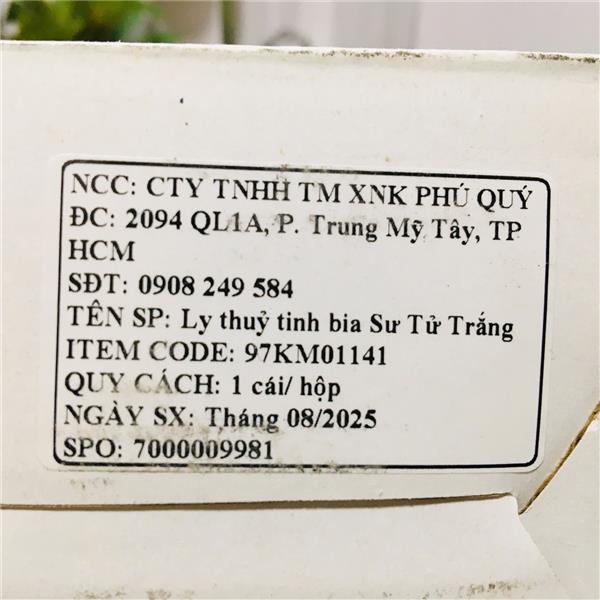 NCC: CTY TNHH TM XNK PHÚ QUÝ
ĐC: 2094 QL1A, P. Trung Mỹ Tây, TP
HCM
SĐT: 0908 249 584
TÊN SP: Ly thuỷ tinh bia Sư Tử Trắng
ITEM CODE: 97KM01141
QUY CÁCH: 1 cái/ hộp
NGÀY SX: Tháng 08/2025
SPO: 7000009981